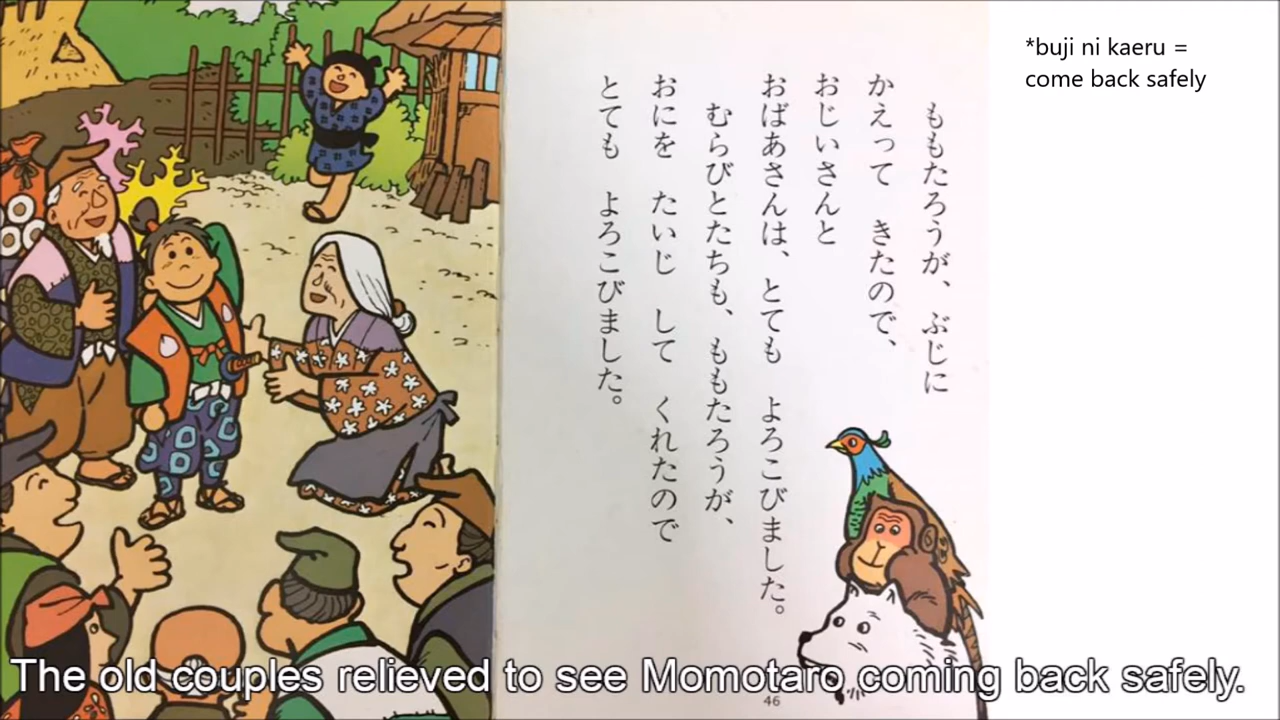 ももたろうが、ぶじに
かえって きたので、
おじいさんと
おばあさんは、とても よろこびました。
むらびとたちも、ももたろうが、
おにを たいじ して くれたので
とても よろこびました。
46
*buji ni kaeru =
come back safely
The old couples relieved to see Momotaro coming back safely.